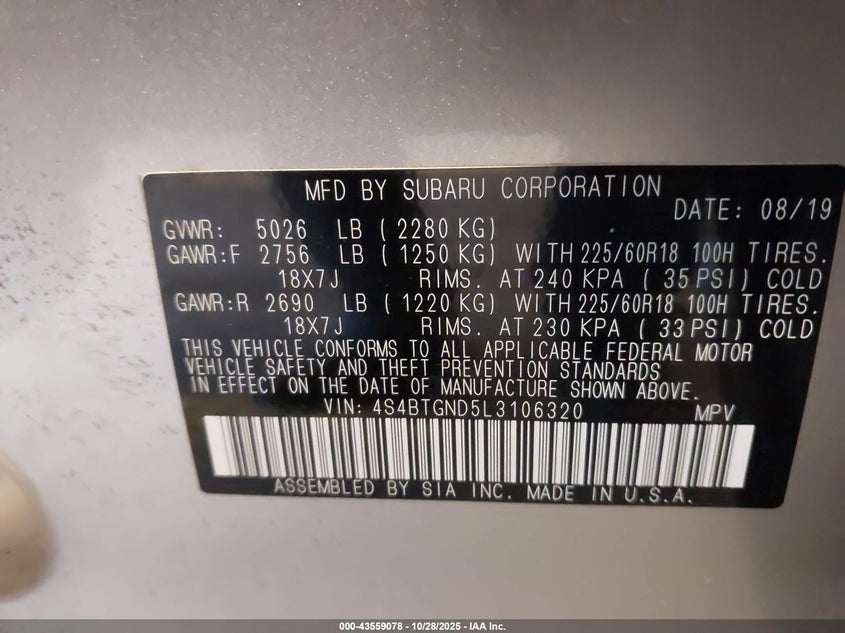 MFD BY SUBARU CORPORATION
DATE: 08/19
GVWR: 5026 LB ( 2280 KG)
GAWR:F 2756 LB ( 1250 KG) WITH 225/60R18 100H TIRES.
18X7J RIMS. AT 240 KPA ( 35 PSI) COLD
GAWR:R 2690 LB ( 1220 KG) WITH 225/60R18 100H TIRES.
18X7J RIMS. AT 230 KPA ( 33 PSI) COLD
THIS VEHICLE CONFORMS TO ALL APPLICABLE FEDERAL MOTOR
VEHICLE SAFETY AND THEFT PREVENTION STANDARDS
IN EFFECT ON THE DATE OF MANUFACTURE SHOWN ABOVE.
VIN: 4S4BTGND5L3106320 MPV
ASSEMBLED BY SIA INC. MADE IN U.S.A.
000-43559078 - 10/28/2025 - IAA Inc.